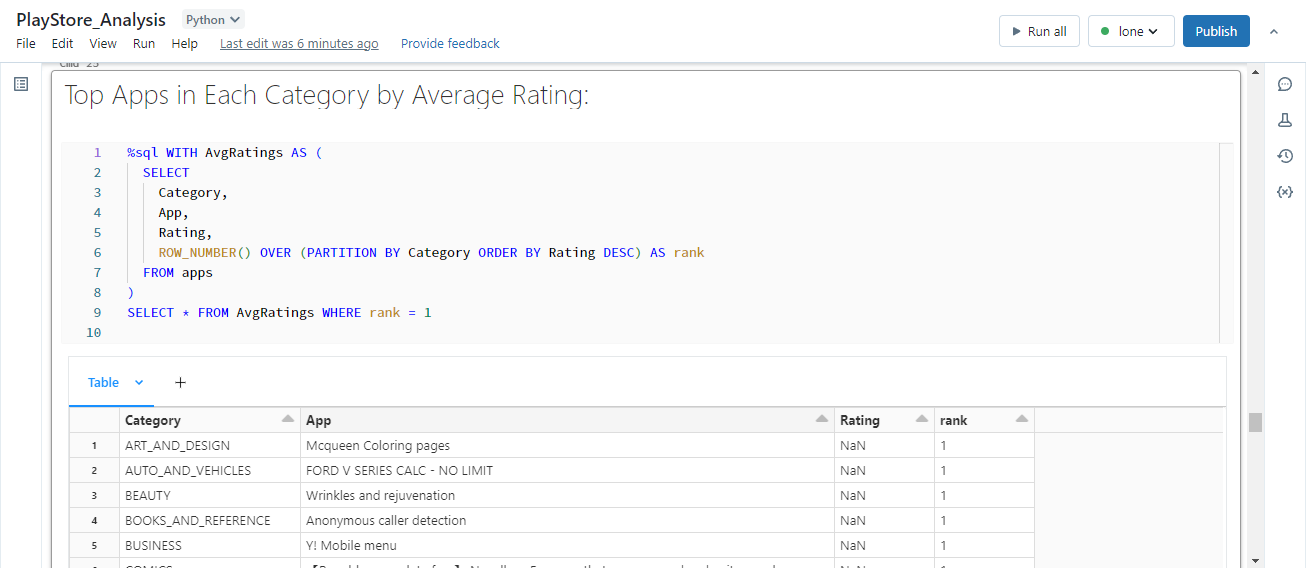 PlayStore_Analysis Python
File Edit View Run Help Last edit was 6 minutes ago Provide feedback
Run all lone Publish
Cmd 25
Top Apps in Each Category by Average Rating:
1 %sql WITH AvgRatings AS (
2 SELECT
3 Category,
4 App,
5 Rating,
6 ROW_NUMBER() OVER (PARTITION BY Category ORDER BY Rating DESC) AS rank
7 FROM apps
8 )
9 SELECT * FROM AvgRatings WHERE rank = 1
10
Table +
Category App Rating rank
1 ART_AND_DESIGN Mcqueen Coloring pages NaN 1
2 AUTO_AND_VEHICLES FORD V SERIES CALC - NO LIMIT NaN 1
3 BEAUTY Wrinkles and rejuvenation NaN 1
4 BOOKS_AND_REFERENCE Anonymous caller detection NaN 1
5 BUSINESS Y! Mobile menu NaN 1
COMICS